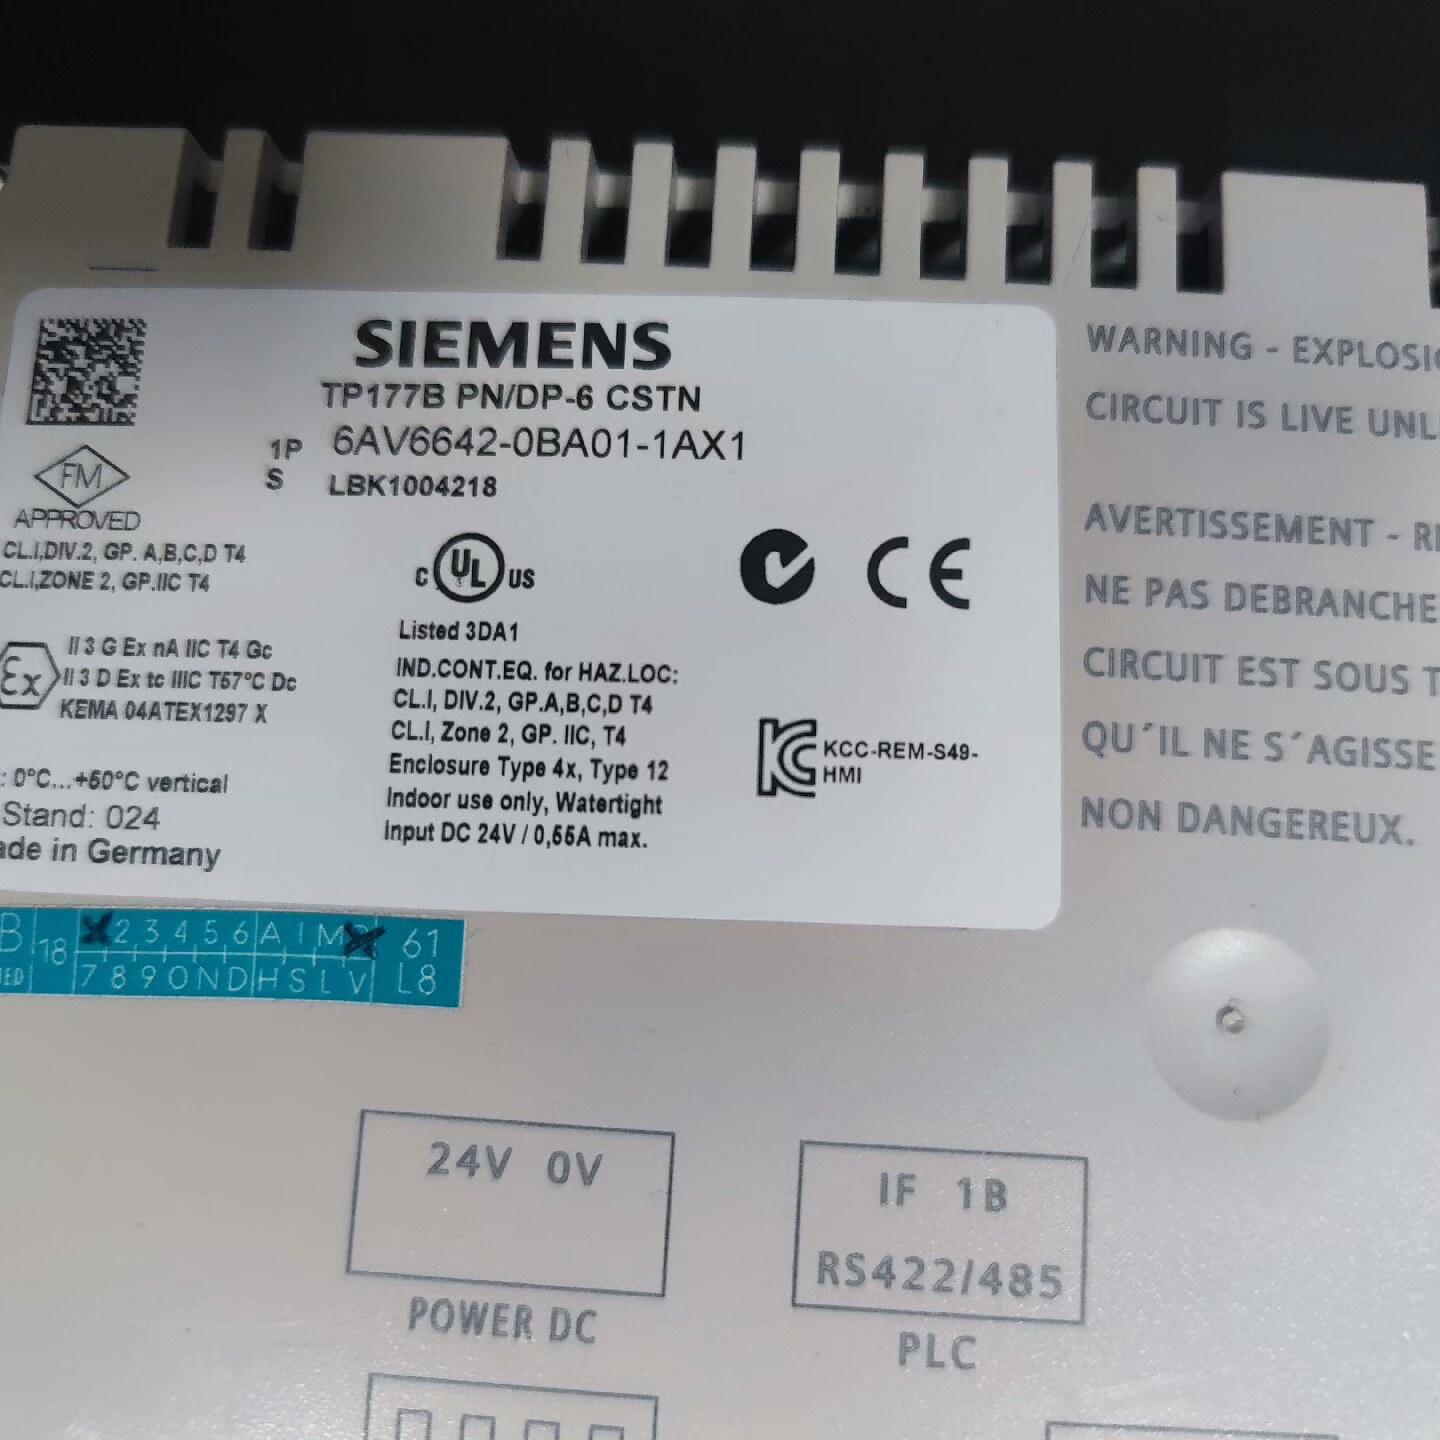 SIEMENS
TP177B PN/DP-6 CSTN
1P 6AV6642-0BA01-1AX1
S LBK1004218
FM
APPROVED
CL.I,DIV.2, GP. A,B,C,D T4
CL.I,ZONE 2, GP.IIC T4
Ex
II 3 G Ex nA IIC T4 Gc
II 3 D Ex tc IIIC T67°C Dc
KEMA 04ATEX1297 X
: 0°C...+50°C vertical
Stand: 024
ade in Germany
C UL US
Listed 3DA1
IND.CONT.EQ. for HAZ.LOC:
CL.I, DIV.2, GP.A,B,C,D T4
CL.I, Zone 2, GP. IIC, T4
Enclosure Type 4x, Type 12
Indoor use only, Watertight
Input DC 24V / 0,55A max.
CE
KCC-REM-S49-
HMI
WARNING - EXPLOSIO
CIRCUIT IS LIVE UNL
AVERTISSEMENT - RI
NE PAS DEBRANCHE
CIRCUIT EST SOUS T
QU´IL NE S´AGISSE
NON DANGEREUX.
B 18 2 3 4 5 6 A I M 61
7 8 9 O N D H S L V L8
24V 0V
POWER DC
IF 1B
RS422/485
PLC